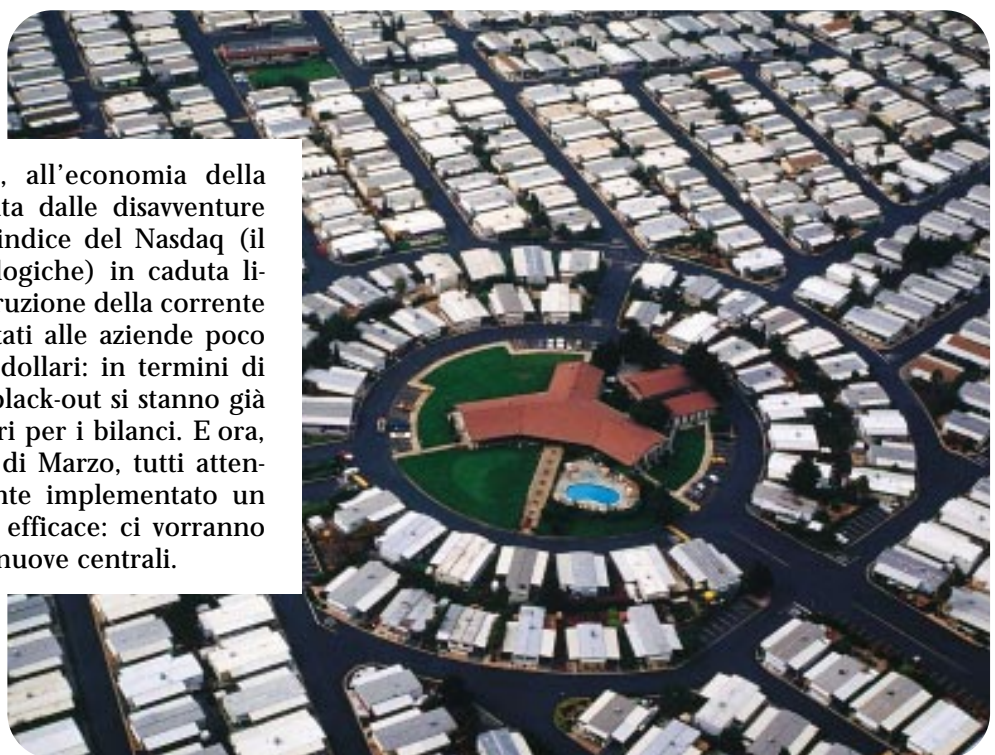 , all'economia della
ta dalle disavventure
indice del Nasdaq (il
logiche) in caduta li-
ruzione della corrente
tati alle aziende poco
dollari: in termini di
black-out si stanno già
ri per i bilanci. E ora,
di Marzo, tutti atten-
nte implementato un
efficace: ci vorranno
nuove centrali.